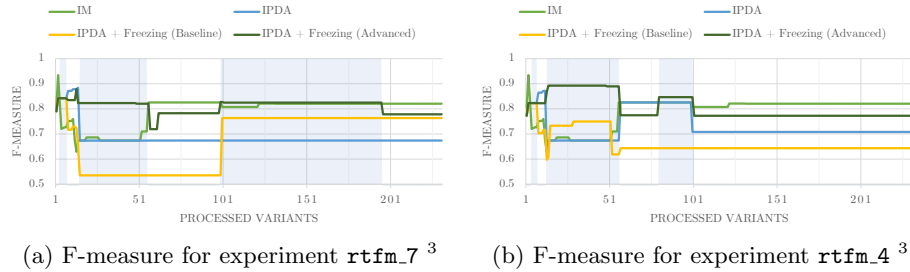 IM IPDA
IPDA + Freezing (Baseline) IPDA + Freezing (Advanced)
F-MEASURE
1
0.9
0.8
0.7
0.6
0.5
1 51 101 151 201
PROCESSED VARIANTS
(a) F-measure for experiment rtfm_7 3
IM IPDA
IPDA + Freezing (Baseline) IPDA + Freezing (Advanced)
F-MEASURE
1
0.9
0.8
0.7
0.6
0.5
1 51 101 151 201
PROCESSED VARIANTS
(b) F-measure for experiment rtfm_4 3